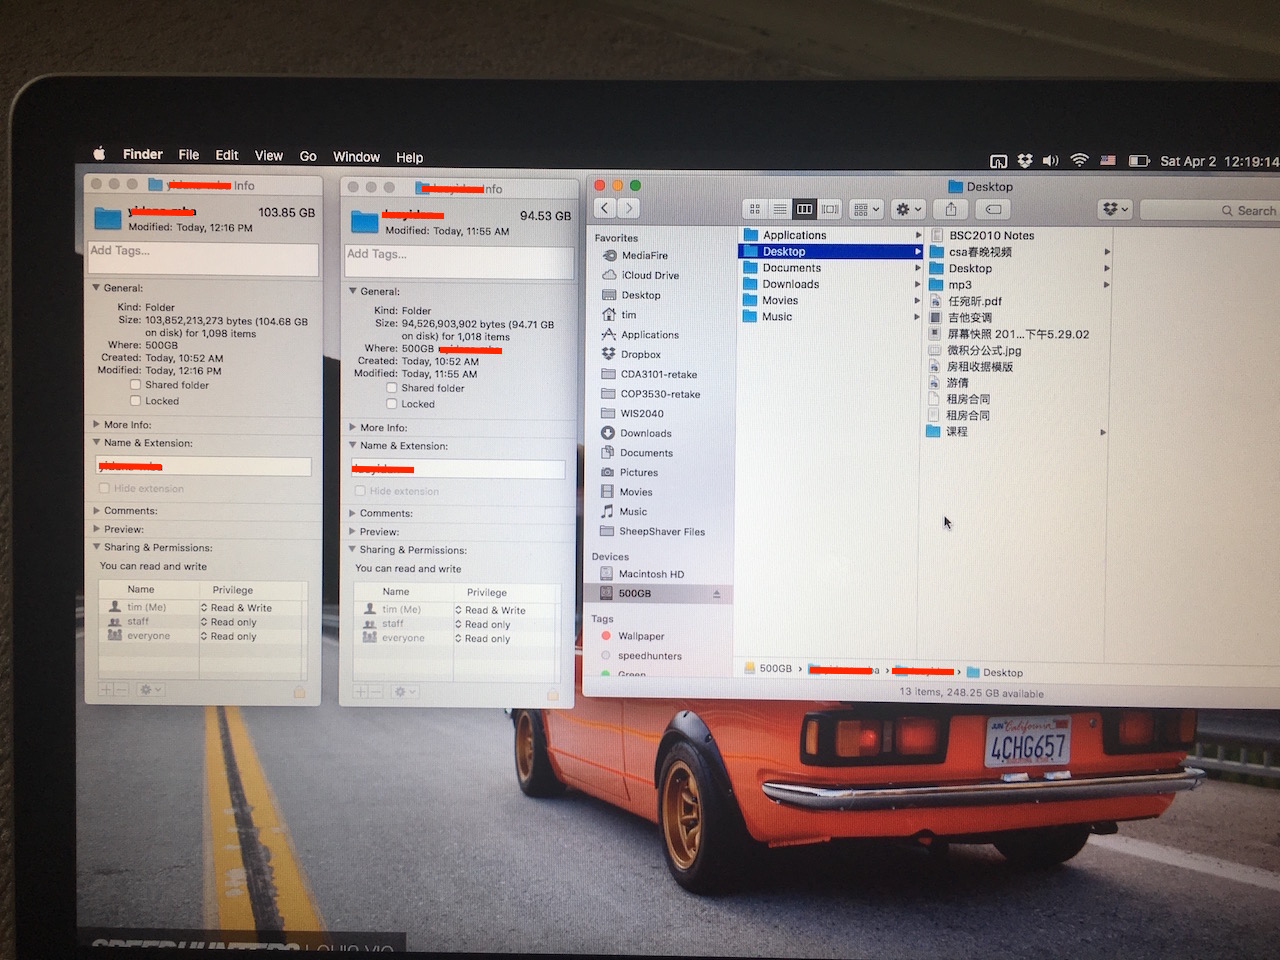 Finder File Edit View Go Window Help
Sat Apr 2 12:19:14
Info
103.85 GB
Modified: Today, 12:16 PM
Add Tags...
General:
Kind: Folder
Size: 103,852,213,273 bytes (104.68 GB
on disk) for 1,098 items
Where: 500GB
Created: Today, 10:52 AM
Modified: Today, 12:16 PM
Shared folder
Locked
More Info:
Name & Extension:
Hide extension
Comments:
Preview:
Sharing & Permissions:
You can read and write
Name Privilege
tim (Me) Read & Write
staff Read only
everyone Read only
Info
94.53 GB
Modified: Today, 11:55 AM
Add Tags...
General:
Kind: Folder
Size: 94,526,903,902 bytes (94.71 GB
on disk) for 1,018 items
Where: 500GB
Created: Today, 10:52 AM
Modified: Today, 11:55 AM
Shared folder
Locked
More Info:
Name & Extension:
Hide extension
Comments:
Preview:
Sharing & Permissions:
You can read and write
Name Privilege
tim (Me) Read & Write
staff Read only
everyone Read only
Desktop
Search
Favorites
MediaFire
iCloud Drive
Desktop
tim
Applications
Dropbox
CDA3101-retake
COP3530-retake
WIS2040
Downloads
Documents
Pictures
Movies
Music
SheepShaver Files
Devices
Macintosh HD
500GB
Tags
Wallpaper
speedhunters
Green
Applications
Desktop
Documents
Downloads
Movies
Music
BSC2010 Notes
csa春晚视频
Desktop
mp3
任宛昕.pdf
吉他变调
屏幕快照 201...下午5.29.02
微积分公式.jpg
房租收据模版
游倩
租房合同
租房合同
课程
500GB › › › Desktop
13 items, 248.25 GB available
JUN California
4CHG657
SPEEDHUNTERS